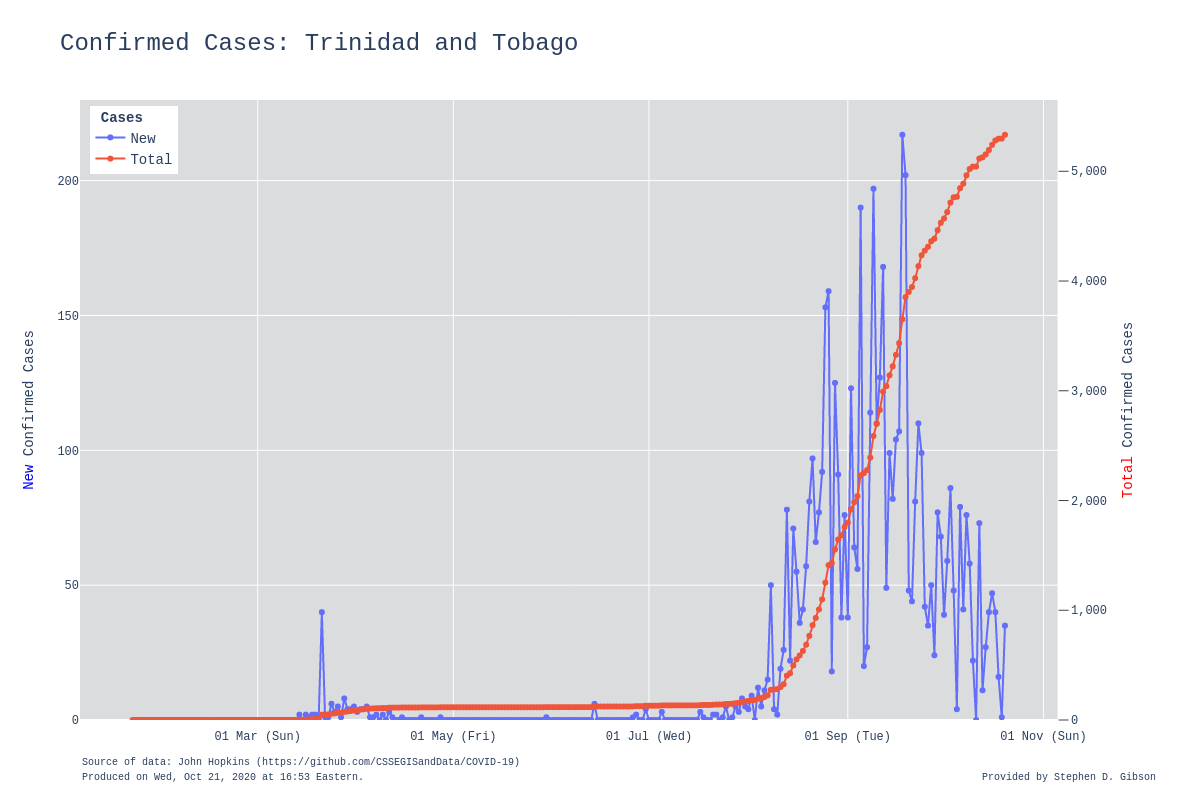 Confirmed Cases: Trinidad and Tobago
Cases
New
Total
200
150
100
50
0
New Confirmed Cases
5,000
4,000
3,000
2,000
1,000
0
Total Confirmed Cases
01 Mar (Sun)
01 May (Fri)
01 Jul (Wed)
01 Sep (Tue)
01 Nov (Sun)
Source of data: John Hopkins (https://github.com/CSSEGISandData/COVID-19)
Produced on Wed, Oct 21, 2020 at 16:53 Eastern.
Provided by Stephen D. Gibson